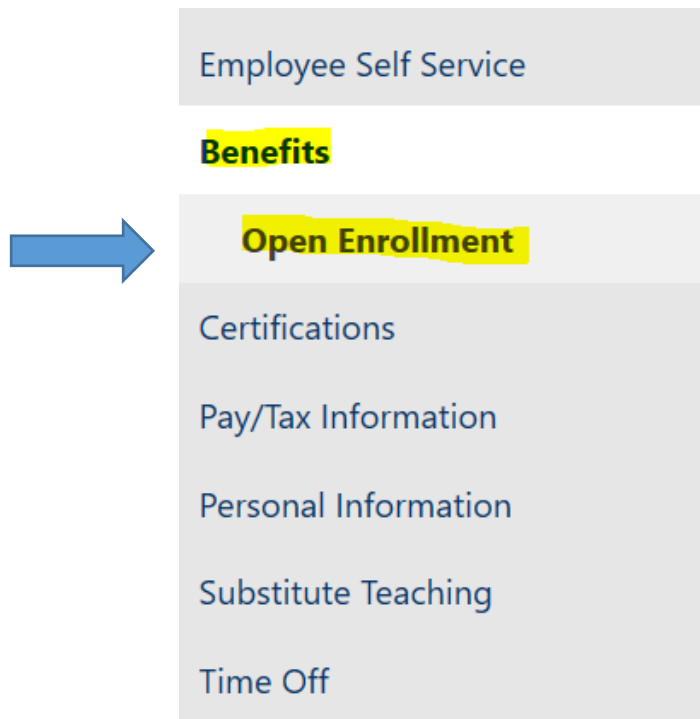 Employee Self Service
Benefits
Open Enrollment
Certifications
Pay/Tax Information
Personal Information
Substitute Teaching
Time Off